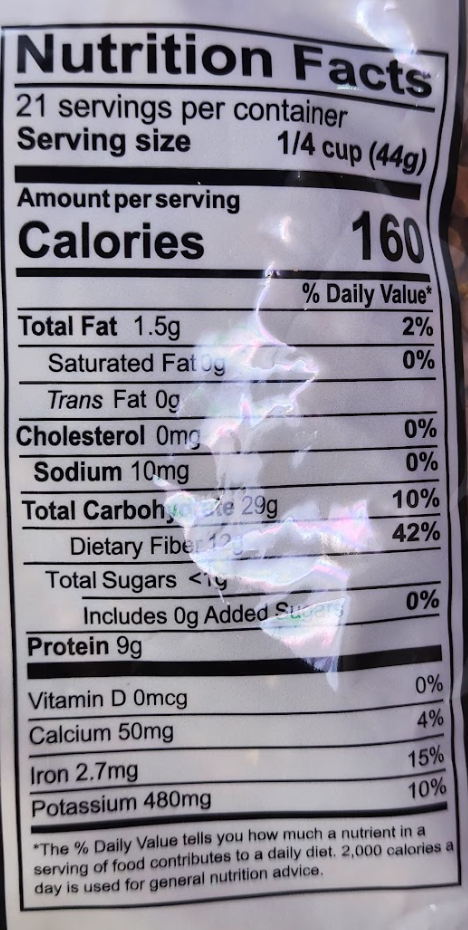 Nutrition Facts
21 servings per container
Serving size 1/4 cup (44g)
Amount per serving
Calories 160
% Daily Value*
Total Fat 1.5g 2%
Saturated Fat 0g 0%
Trans Fat 0g
Cholesterol 0mg 0%
Sodium 10mg 0%
Total Carbohydrate 29g 10%
Dietary Fiber 12g 42%
Total Sugars <1g
Includes 0g Added Sugars 0%
Protein 9g
Vitamin D 0mcg 0%
Calcium 50mg 4%
Iron 2.7mg 15%
Potassium 480mg 10%
*The % Daily Value tells you how much a nutrient in a
serving of food contributes to a daily diet. 2,000 calories a
day is used for general nutrition advice.